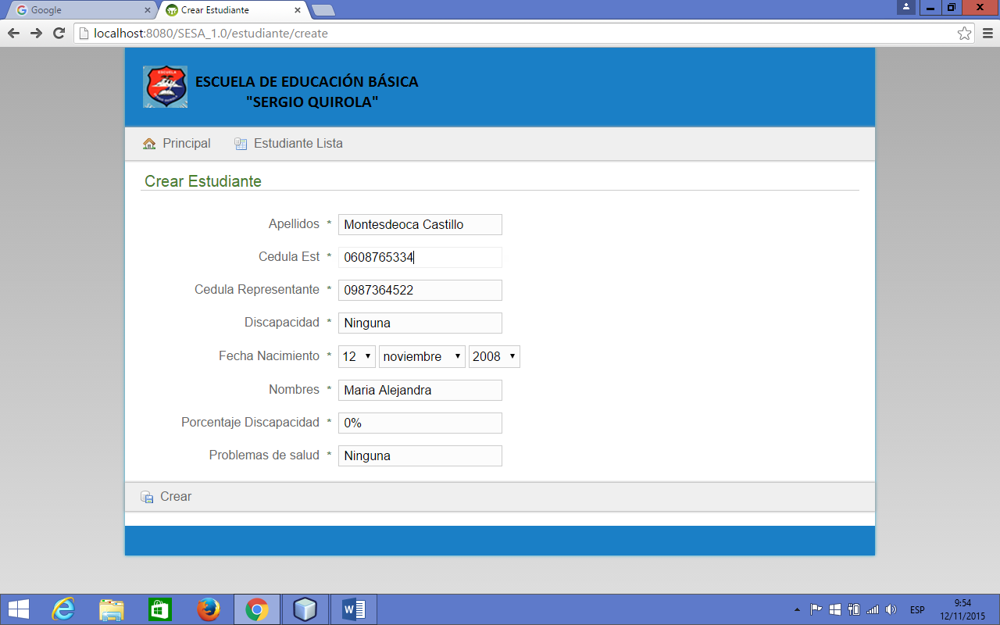 Google
Crear Estudiante
localhost:8080/SESA_1.0/estudiante/create
ESCUELA
ESCUELA DE EDUCACIÓN BÁSICA
"SERGIO QUIROLA"
Principal Estudiante Lista
Crear Estudiante
Apellidos * Montesdeoca Castillo
Cedula Est * 0608765334
Cedula Representante * 0987364522
Discapacidad * Ninguna
Fecha Nacimiento * 12 noviembre 2008
Nombres * Maria Alejandra
Porcentaje Discapacidad * 0%
Problemas de salud * Ninguna
Crear
ESP
9:54
12/11/2015